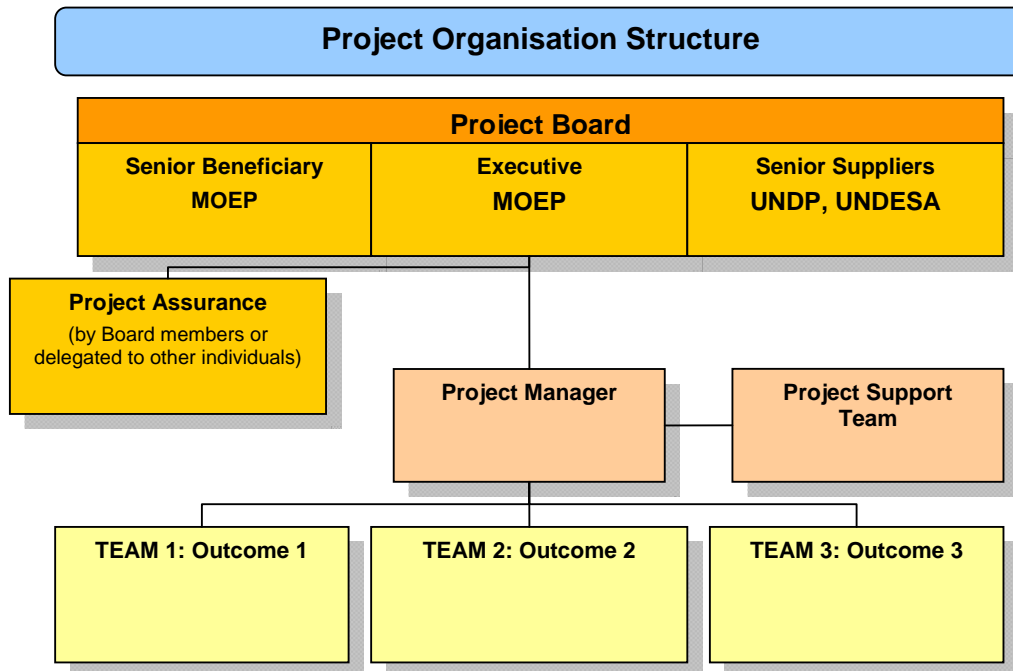 Project Organisation Structure
Project Board
Senior Beneficiary
MOEP
Executive
MOEP
Senior Suppliers
UNDP, UNDESA
Project Assurance
(by Board members or
delegated to other individuals)
Project Manager
Project Support
Team
TEAM 1: Outcome 1
TEAM 2: Outcome 2
TEAM 3: Outcome 3